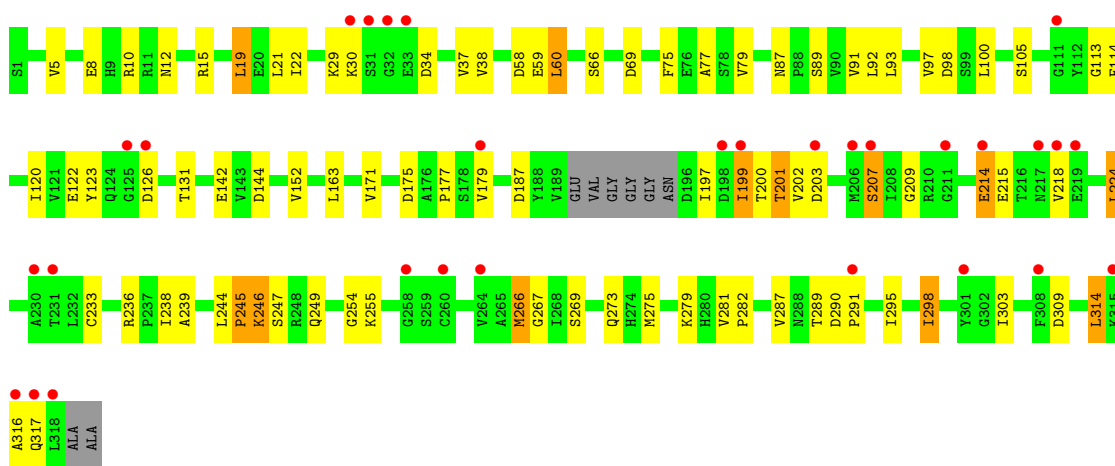 S1 V5 E8 H9 R10 R11 N12 R15 L19 E20 L21 I22 K29 K30 S31 G32 E33 D34 V37 V38 D58 E59 L60 S66 D69 F75 E76 A77 S78 V79 N87 P88 S89 V90 V91 L92 L93 V97 D98 S99 L100 S105 G111 Y112 G113
I120 V121 E122 Y123 Q124 G125 D126 T131 E142 V143 D144 V152 L163 V171 D175 A176 P177 S178 V179 D187 Y188 V189 GLU VAL GLY GLY GLY ASN D196 I197 D198 I199 T200 T201 V202 D203 M206 S207 I208 G209 R210 G211 E214 E215 T216 N217 V218 E219
A230 T231 L232 C233 R236 P237 I238 A239 L244 P245 K246 S247 R248 Q249 G254 K255 G258 S259 C260 V264 A265 M266 G267 I268 S269 Q273 H274 M275 K279 H280 V281 P282 V287 N288 T289 D290 P291 I295 I298 Y301 G302 I303 F308 D309 L314 K315
A316 Q317 L318 ALA ALA